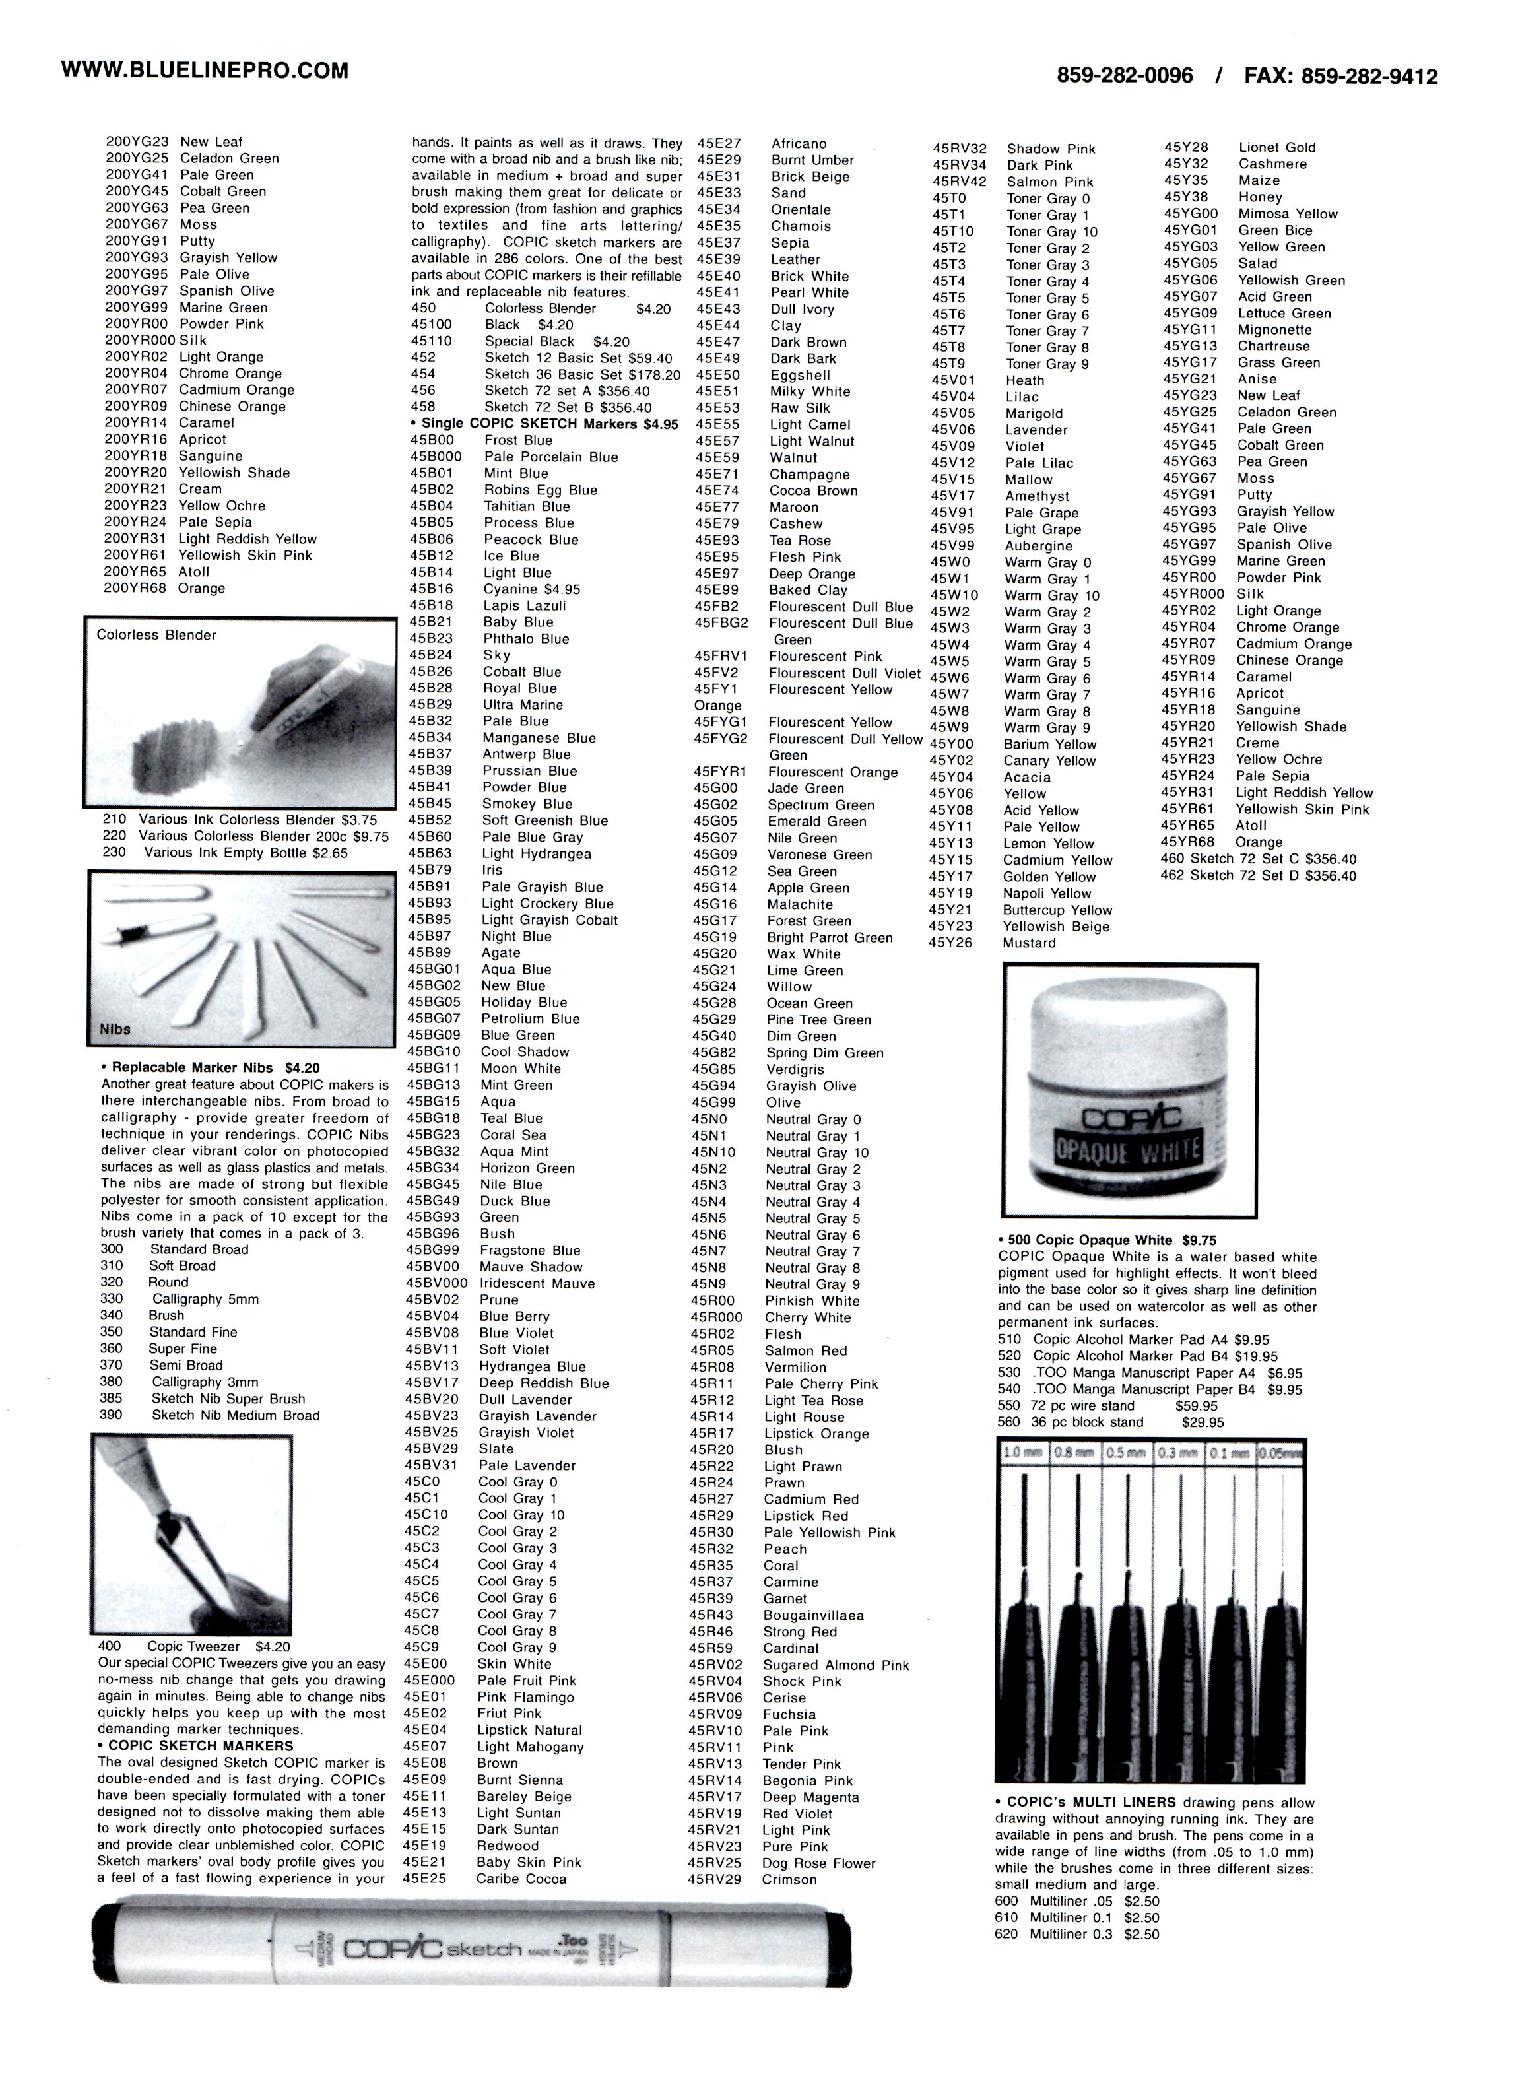 WWW.BLUELINEPRO.COM
859-282-0096 / FAX: 859-282-9412
200YG23 New Leaf
200YG25 Celadon Green
200YG41 Pale Green
200YG45 Cobalt Green
200YG63 Pea Green
200YG67 Moss
200YG91 Putty
200YG93 Grayish Yellow
200YG95 Pale Olive
200YG97 Spanish Olive
200YG99 Marine Green
200YR00 Powder Pink
200YR000 Silk
200YR02 Light Orange
200YR04 Chrome Orange
200YR07 Cadmium Orange
200YR09 Chinese Orange
200YR14 Caramel
200YR16 Apricot
200YR18 Sanguine
200YR20 Yellowish Shade
200YR21 Cream
200YR23 Yellow Ochre
200YR24 Pale Sepia
200YR31 Light Reddish Yellow
200YR61 Yellowish Skin Pink
200YR65 Atoll
200YR68 Orange
Colorless Blender
210 Various Ink Colorless Blender $3.75
220 Various Colorless Blender 200c $9.75
230 Various Ink Empty Bottle $2.65
Nibs
• Replacable Marker Nibs $4.20
Another great feature about COPIC makers is
there interchangeable nibs. From broad to
calligraphy - provide greater freedom of
technique in your renderings. COPIC Nibs
deliver clear vibrant color on photocopied
surfaces as well as glass plastics and metals.
The nibs are made of strong but flexible
polyester for smooth consistent application.
Nibs come in a pack of 10 except for the
brush variety that comes in a pack of 3.
300 Standard Broad
310 Soft Broad
320 Round
330 Calligraphy 5mm
340 Brush
350 Standard Fine
360 Super Fine
370 Semi Broad
380 Calligraphy 3mm
385 Sketch Nib Super Brush
390 Sketch Nib Medium Broad
400 Copic Tweezer $4.20
Our special COPIC Tweezers give you an easy
no-mess nib change that gets you drawing
again in minutes. Being able to change nibs
quickly helps you keep up with the most
demanding marker techniques.
• COPIC SKETCH MARKERS
The oval designed Sketch COPIC marker is
double-ended and is fast drying. COPICs
have been specially formulated with a toner
designed not to dissolve making them able
to work directly onto photocopied surfaces
and provide clear unblemished color. COPIC
Sketch markers' oval body profile gives you
a feel of a fast flowing experience in your
hands. It paints as well as it draws. They
come with a broad nib and a brush like nib;
available in medium + broad and super
brush making them great for delicate or
bold expression (from fashion and graphics
to textiles and fine arts lettering/
calligraphy). COPIC sketch markers are
available in 286 colors. One of the best
parts about COPIC markers is their refillable
ink and replaceable nib features.
450 Colorless Blender $4.20
45100 Black $4.20
45110 Special Black $4.20
452 Sketch 12 Basic Set $59.40
454 Sketch 36 Basic Set $178.20
456 Sketch 72 set A $356.40
458 Sketch 72 Set B $356.40
• Single COPIC SKETCH Markers $4.95
45B00 Frost Blue
45B000 Pale Porcelain Blue
45B01 Mint Blue
45B02 Robins Egg Blue
45B04 Tahitian Blue
45B05 Process Blue
45B06 Peacock Blue
45B12 Ice Blue
45B14 Light Blue
45B16 Cyanine $4.95
45B18 Lapis Lazuli
45B21 Baby Blue
45B23 Phthalo Blue
45B24 Sky
45B26 Cobalt Blue
45B28 Royal Blue
45B29 Ultra Marine
45B32 Pale Blue
45B34 Manganese Blue
45B37 Antwerp Blue
45B39 Prussian Blue
45B41 Powder Blue
45B45 Smokey Blue
45B52 Soft Greenish Blue
45B60 Pale Blue Gray
45B63 Light Hydrangea
45B79 Iris
45B91 Pale Grayish Blue
45B93 Light Crockery Blue
45B95 Light Grayish Cobalt
45B97 Night Blue
45B99 Agate
45BG01 Aqua Blue
45BG02 New Blue
45BG05 Holiday Blue
45BG07 Petrolium Blue
45BG09 Blue Green
45BG10 Cool Shadow
45BG11 Moon White
45BG13 Mint Green
45BG15 Aqua
45BG18 Teal Blue
45BG23 Coral Sea
45BG32 Aqua Mint
45BG34 Horizon Green
45BG45 Nile Blue
45BG49 Duck Blue
45BG93 Green
45BG96 Bush
45BG99 Fragstone Blue
45BV00 Mauve Shadow
45BV000 Iridescent Mauve
45BV02 Prune
45BV04 Blue Berry
45BV08 Blue Violet
45BV11 Soft Violet
45BV13 Hydrangea Blue
45BV17 Deep Reddish Blue
45BV20 Dull Lavender
45BV23 Grayish Lavender
45BV25 Grayish Violet
45BV29 Slate
45BV31 Pale Lavender
45C0 Cool Gray 0
45C1 Cool Gray 1
45C10 Cool Gray 10
45C2 Cool Gray 2
45C3 Cool Gray 3
45C4 Cool Gray 4
45C5 Cool Gray 5
45C6 Cool Gray 6
45C7 Cool Gray 7
45C8 Cool Gray 8
45C9 Cool Gray 9
45E00 Skin White
45E000 Pale Fruit Pink
45E01 Pink Flamingo
45E02 Friut Pink
45E04 Lipstick Natural
45E07 Light Mahogany
45E08 Brown
45E09 Burnt Sienna
45E11 Bareley Beige
45E13 Light Suntan
45E15 Dark Suntan
45E19 Redwood
45E21 Baby Skin Pink
45E25 Caribe Cocoa
45E27 Africano
45E29 Burnt Umber
45E31 Brick Beige
45E33 Sand
45E34 Orientale
45E35 Chamois
45E37 Sepia
45E39 Leather
45E40 Brick White
45E41 Pearl White
45E43 Dull Ivory
45E44 Clay
45E47 Dark Brown
45E49 Dark Bark
45E50 Eggshell
45E51 Milky White
45E53 Raw Silk
45E55 Light Camel
45E57 Light Walnut
45E59 Walnut
45E71 Champagne
45E74 Cocoa Brown
45E77 Maroon
45E79 Cashew
45E93 Tea Rose
45E95 Flesh Pink
45E97 Deep Orange
45E99 Baked Clay
45FB2 Flourescent Dull Blue
45FBG2 Flourescent Dull Blue
Green
45FRV1 Flourescent Pink
45FV2 Flourescent Dull Violet
45FY1 Flourescent Yellow
Orange
45FYG1 Flourescent Yellow
45FYG2 Flourescent Dull Yellow
Green
45FYR1 Flourescent Orange
45G00 Jade Green
45G02 Spectrum Green
45G05 Emerald Green
45G07 Nile Green
45G09 Veronese Green
45G12 Sea Green
45G14 Apple Green
45G16 Malachite
45G17 Forest Green
45G19 Bright Parrot Green
45G20 Wax White
45G21 Lime Green
45G24 Willow
45G28 Ocean Green
45G29 Pine Tree Green
45G40 Dim Green
45G82 Spring Dim Green
45G85 Verdigris
45G94 Grayish Olive
45G99 Olive
45N0 Neutral Gray 0
45N1 Neutral Gray 1
45N10 Neutral Gray 10
45N2 Neutral Gray 2
45N3 Neutral Gray 3
45N4 Neutral Gray 4
45N5 Neutral Gray 5
45N6 Neutral Gray 6
45N7 Neutral Gray 7
45N8 Neutral Gray 8
45N9 Neutral Gray 9
45R00 Pinkish White
45R000 Cherry White
45R02 Flesh
45R05 Salmon Red
45R08 Vermilion
45R11 Pale Cherry Pink
45R12 Light Tea Rose
45R14 Light Rouse
45R17 Lipstick Orange
45R20 Blush
45R22 Light Prawn
45R24 Prawn
45R27 Cadmium Red
45R29 Lipstick Red
45R30 Pale Yellowish Pink
45R32 Peach
45R35 Coral
45R37 Carmine
45R39 Garnet
45R43 Bougainvillaea
45R46 Strong Red
45R59 Cardinal
45RV02 Sugared Almond Pink
45RV04 Shock Pink
45RV06 Cerise
45RV09 Fuchsia
45RV10 Pale Pink
45RV11 Pink
45RV13 Tender Pink
45RV14 Begonia Pink
45RV17 Deep Magenta
45RV19 Red Violet
45RV21 Light Pink
45RV23 Pure Pink
45RV25 Dog Rose Flower
45RV29 Crimson
45RV32 Shadow Pink
45RV34 Dark Pink
45RV42 Salmon Pink
45T0 Toner Gray 0
45T1 Toner Gray 1
45T10 Toner Gray 10
45T2 Toner Gray 2
45T3 Toner Gray 3
45T4 Toner Gray 4
45T5 Toner Gray 5
45T6 Toner Gray 6
45T7 Toner Gray 7
45T8 Toner Gray 8
45T9 Toner Gray 9
45V01 Heath
45V04 Lilac
45V05 Marigold
45V06 Lavender
45V09 Violet
45V12 Pale Lilac
45V15 Mallow
45V17 Amethyst
45V91 Pale Grape
45V95 Light Grape
45V99 Aubergine
45W0 Warm Gray 0
45W1 Warm Gray 1
45W10 Warm Gray 10
45W2 Warm Gray 2
45W3 Warm Gray 3
45W4 Warm Gray 4
45W5 Warm Gray 5
45W6 Warm Gray 6
45W7 Warm Gray 7
45W8 Warm Gray 8
45W9 Warm Gray 9
45Y00 Barium Yellow
45Y02 Canary Yellow
45Y04 Acacia
45Y06 Yellow
45Y08 Acid Yellow
45Y11 Pale Yellow
45Y13 Lemon Yellow
45Y15 Cadmium Yellow
45Y17 Golden Yellow
45Y19 Napoli Yellow
45Y21 Buttercup Yellow
45Y23 Yellowish Beige
45Y26 Mustard
45Y28 Lionet Gold
45Y32 Cashmere
45Y35 Maize
45Y38 Honey
45YG00 Mimosa Yellow
45YG01 Green Bice
45YG03 Yellow Green
45YG05 Salad
45YG06 Yellowish Green
45YG07 Acid Green
45YG09 Lettuce Green
45YG11 Mignonette
45YG13 Chartreuse
45YG17 Grass Green
45YG21 Anise
45YG23 New Leaf
45YG25 Celadon Green
45YG41 Pale Green
45YG45 Cobalt Green
45YG63 Pea Green
45YG67 Moss
45YG91 Putty
45YG93 Grayish Yellow
45YG95 Pale Olive
45YG97 Spanish Olive
45YG99 Marine Green
45YR00 Powder Pink
45YR000 Silk
45YR02 Light Orange
45YR04 Chrome Orange
45YR07 Cadmium Orange
45YR09 Chinese Orange
45YR14 Caramel
45YR16 Apricot
45YR18 Sanguine
45YR20 Yellowish Shade
45YR21 Creme
45YR23 Yellow Ochre
45YR24 Pale Sepia
45YR31 Light Reddish Yellow
45YR61 Yellowish Skin Pink
45YR65 Atoll
45YR68 Orange
460 Sketch 72 Set C $356.40
462 Sketch 72 Set D $356.40
COPIC
OPAQUE WHITE
• 500 Copic Opaque White $9.75
COPIC Opaque White is a water based white
pigment used for highlight effects. It won't bleed
into the base color so it gives sharp line definition
and can be used on watercolor as well as other
permanent ink surfaces.
510 Copic Alcohol Marker Pad A4 $9.95
520 Copic Alcohol Marker Pad B4 $19.95
530 .TOO Manga Manuscript Paper A4 $6.95
540 .TOO Manga Manuscript Paper B4 $9.95
550 72 pc wire stand $59.95
560 36 pc block stand $29.95
1.0 mm 0.8 mm 0.5 mm 0.3 mm 0.1 mm 0.05mm
• COPIC's MULTI LINERS drawing pens allow
drawing without annoying running ink. They are
available in pens and brush. The pens come in a
wide range of line widths (from .05 to 1.0 mm)
while the brushes come in three different sizes:
small medium and large.
600 Multiliner .05 $2.50
610 Multiliner 0.1 $2.50
620 Multiliner 0.3 $2.50
MEDIUM BROAD COPIC sketch .Too MADE IN JAPAN SUPER BRUSH